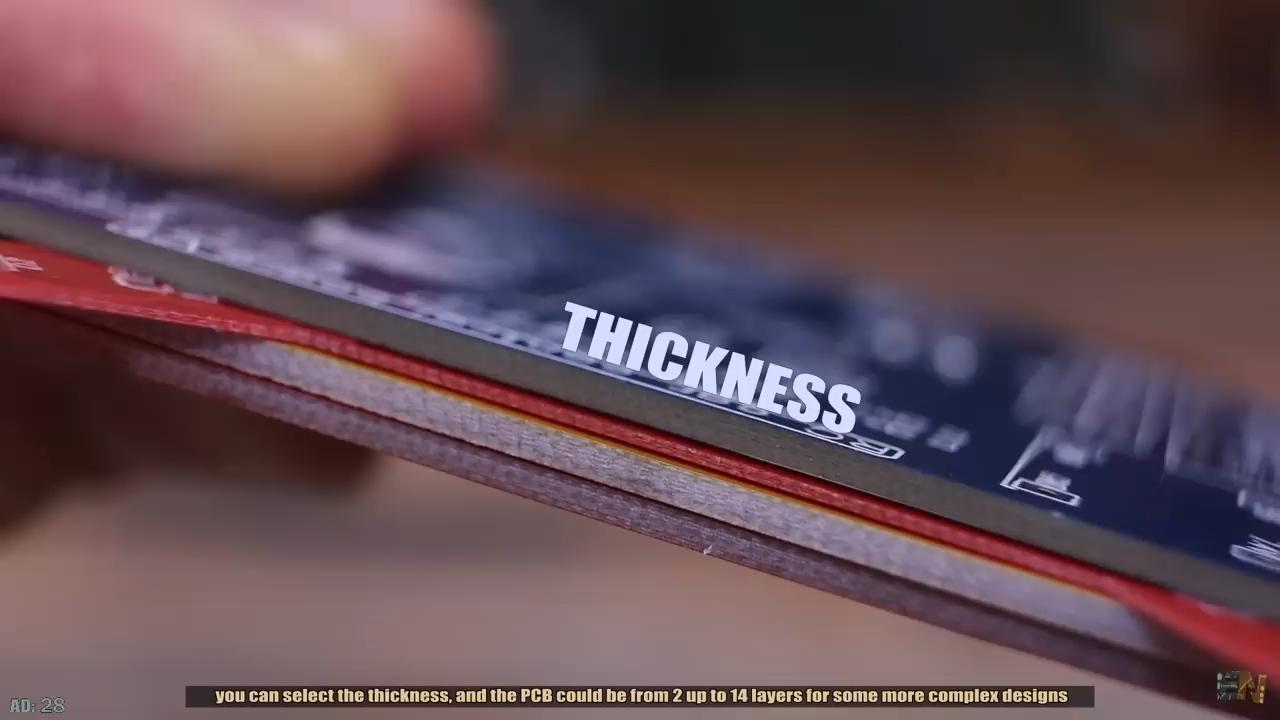 THICKNESS
you can select the thickness, and the PCB could be from 2 up to 14 layers for some more complex designs
AD: 28